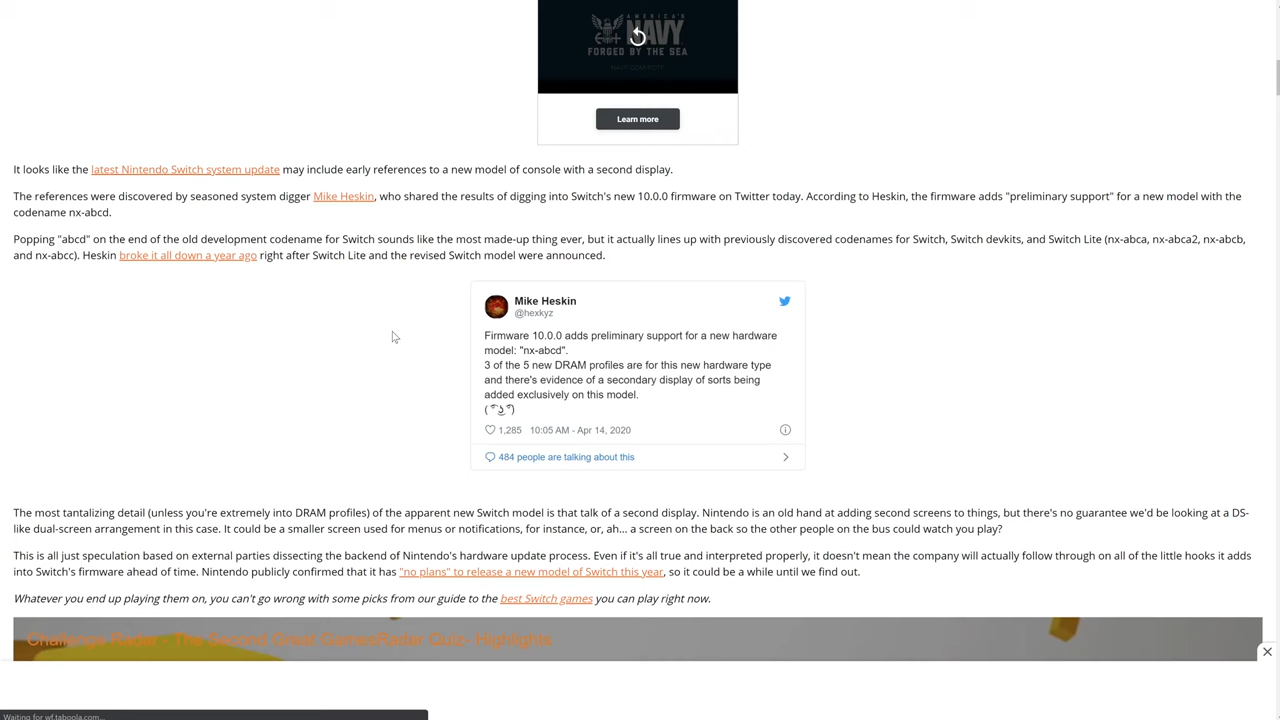 AMERICA'S
NAVY
FORGED BY THE SEA
Learn more
It looks like the latest Nintendo Switch system update may include early references to a new model of console with a second display.
The references were discovered by seasoned system digger Mike Heskin, who shared the results of digging into Switch's new 10.0.0 firmware on Twitter today. According to Heskin, the firmware adds "preliminary support" for a new model with the
codename nx-abcd.
Popping "abcd" on the end of the old development codename for Switch sounds like the most made-up thing ever, but it actually lines up with previously discovered codenames for Switch, Switch devkits, and Switch Lite (nx-abca, nx-abca2, nx-abcb,
and nx-abcc). Heskin broke it all down a year ago right after Switch Lite and the revised Switch model were announced.
Mike Heskin
@hexkyz
Firmware 10.0.0 adds preliminary support for a new hardware
model: "nx-abcd".
3 of the 5 new DRAM profiles are for this new hardware type
and there's evidence of a secondary display of sorts being
added exclusively on this model.
( ͡° ͜ʖ ͡°)
1,285 10:05 AM - Apr 14, 2020
484 people are talking about this
The most tantalizing detail (unless you're extremely into DRAM profiles) of the apparent new Switch model is that talk of a second display. Nintendo is an old hand at adding second screens to things, but there's no guarantee we'd be looking at a DS-
like dual-screen arrangement in this case. It could be a smaller screen used for menus or notifications, for instance, or, ah... a screen on the back so the other people on the bus could watch you play?
This is all just speculation based on external parties dissecting the backend of Nintendo's hardware update process. Even if it's all true and interpreted properly, it doesn't mean the company will actually follow through on all of the little hooks it adds
into Switch's firmware ahead of time. Nintendo publicly confirmed that it has "no plans" to release a new model of Switch this year, so it could be a while until we find out.
Whatever you end up playing them on, you can't go wrong with some picks from our guide to the best Switch games you can play right now.
Challenge Radar - The Second Great GamesRadar Quiz- Highlights
Waiting for wf.taboola.com...